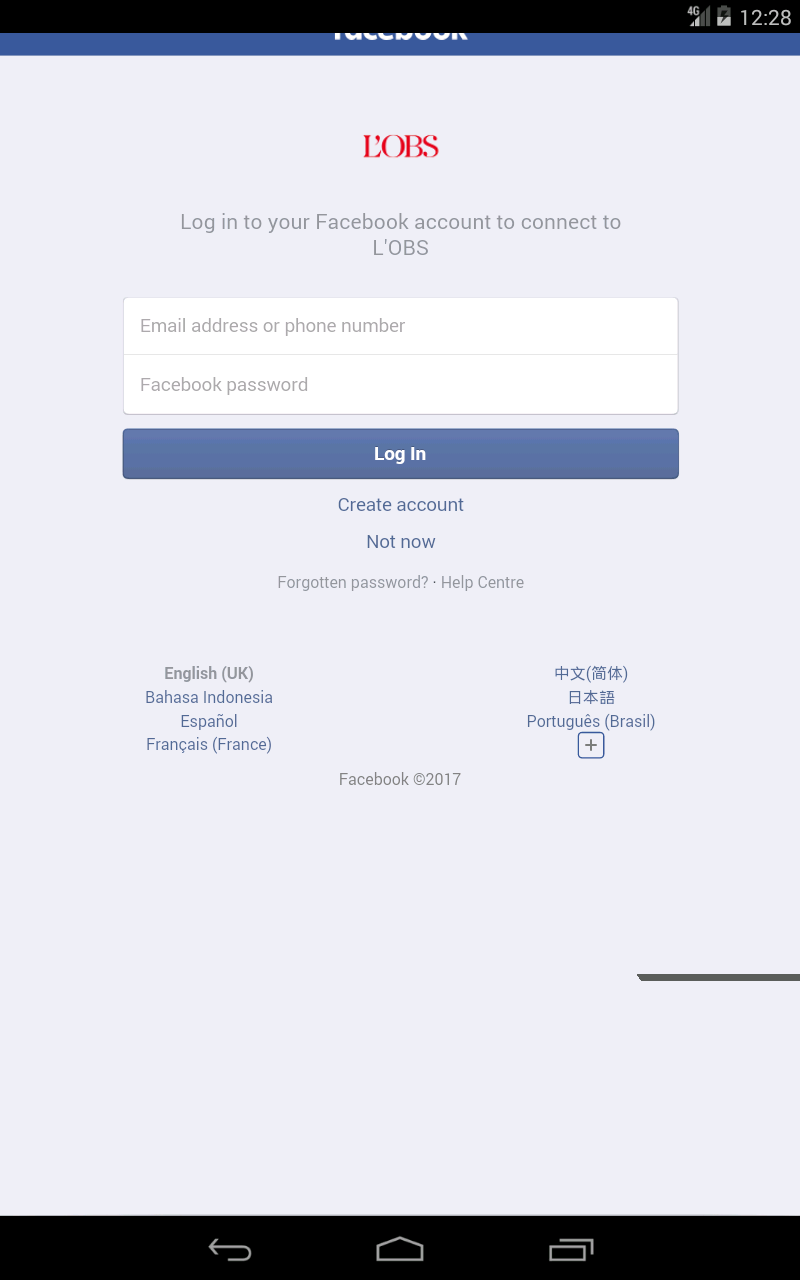 4G 12:28
facebook
L'OBS
Log in to your Facebook account to connect to
L'OBS
Email address or phone number
Facebook password
Log In
Create account
Not now
Forgotten password? · Help Centre
English (UK)
Bahasa Indonesia
Español
Français (France)
中文(简体)
日本語
Português (Brasil)
Facebook ©2017